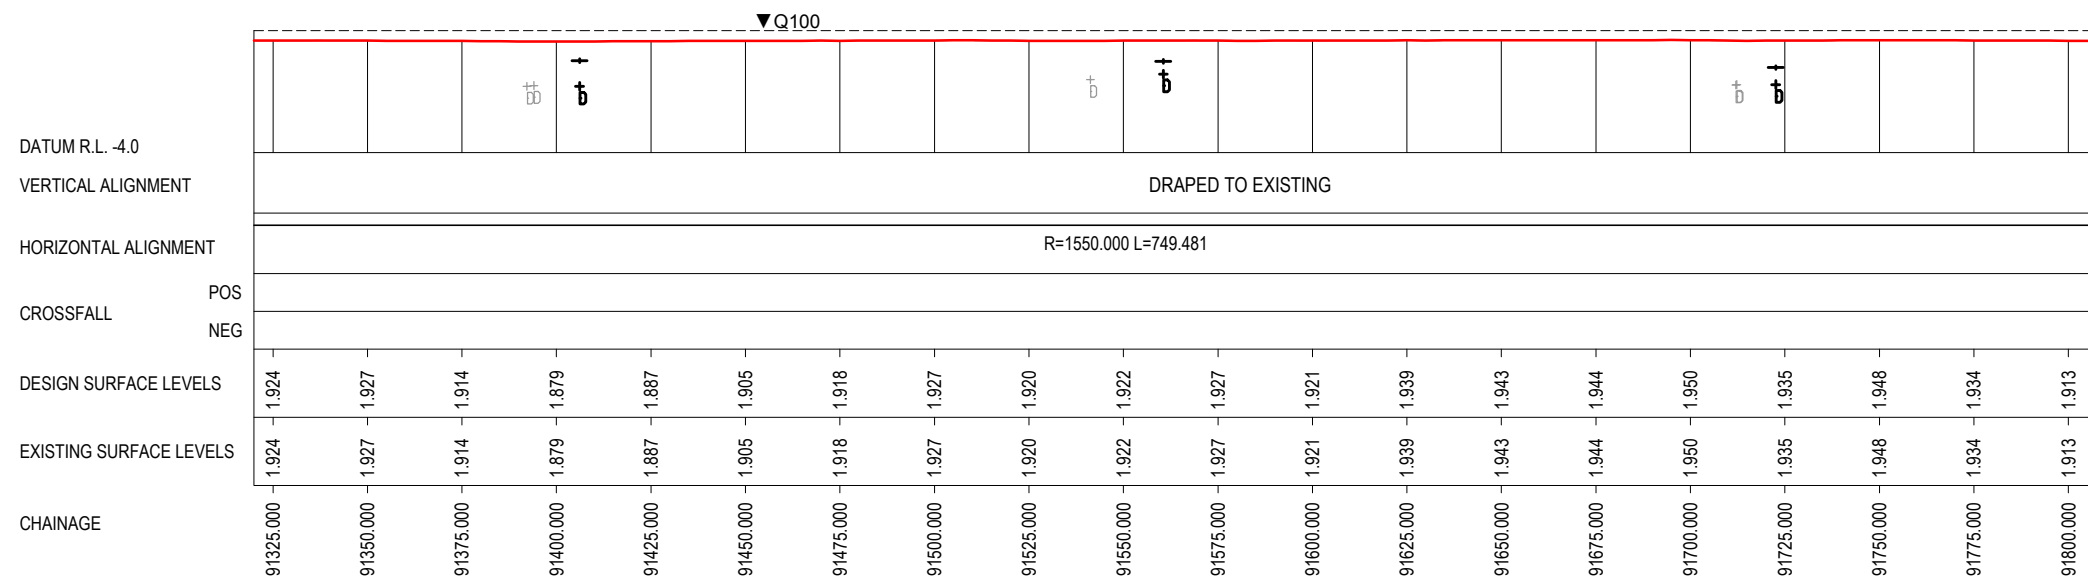 ▼Q100
DATUM R.L. -4.0
VERTICAL ALIGNMENT
DRAPED TO EXISTING
HORIZONTAL ALIGNMENT
R=1550.000 L=749.481
CROSSFALL
POS
NEG
DESIGN SURFACE LEVELS 1.924 1.927 1.914 1.879 1.887 1.905 1.918 1.927 1.920 1.922 1.927 1.921 1.939 1.943 1.944 1.950 1.935 1.948 1.934 1.913
EXISTING SURFACE LEVELS 1.924 1.927 1.914 1.879 1.887 1.905 1.918 1.927 1.920 1.922 1.927 1.921 1.939 1.943 1.944 1.950 1.935 1.948 1.934 1.913
CHAINAGE 91325.000 91350.000 91375.000 91400.000 91425.000 91450.000 91475.000 91500.000 91525.000 91550.000 91575.000 91600.000 91625.000 91650.000 91675.000 91700.000 91725.000 91750.000 91775.000 91800.000